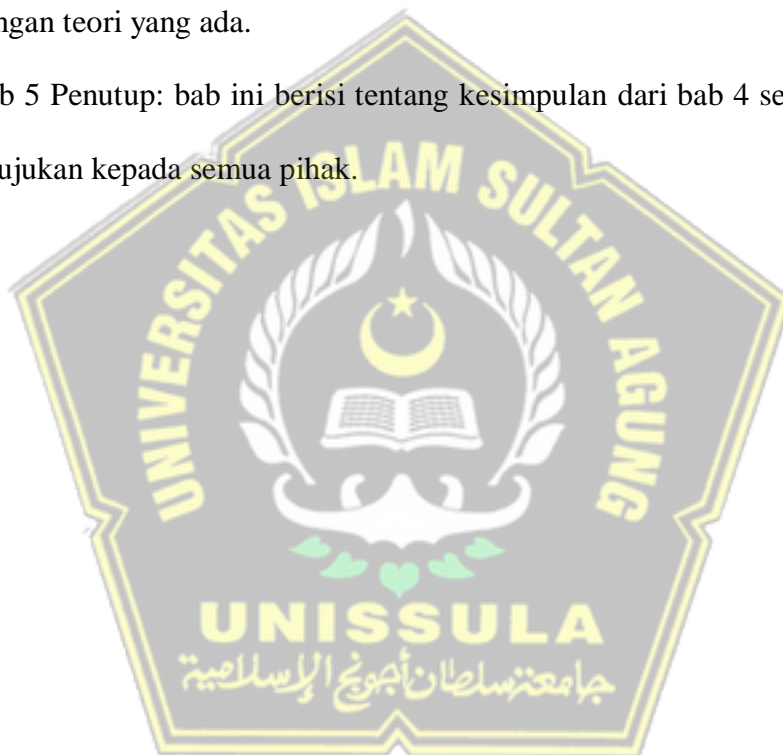 ngan teori yang ada.
b 5 Penutup: bab ini berisi tentang kesimpulan dari bab 4 se
ujukan kepada semua pihak.
UNIVERSITAS ISLAM SULTAN AGUNG
UNISSULA
جامعة سلطان أجونج الإسلامية